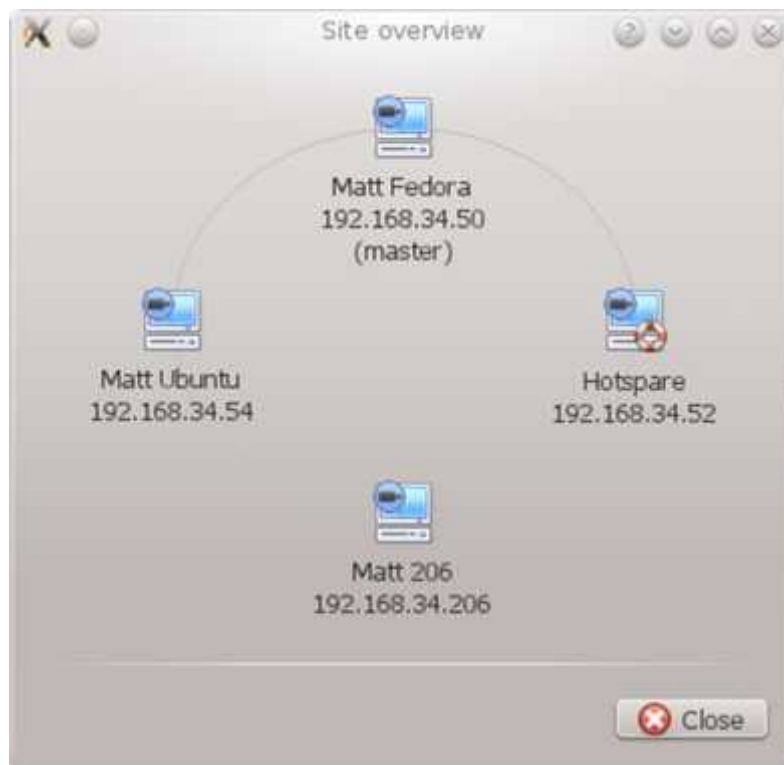 Site overview
Matt Fedora
192.168.34.50
(master)
Matt Ubuntu
192.168.34.54
Hotspare
192.168.34.52
Matt 206
192.168.34.206
Close